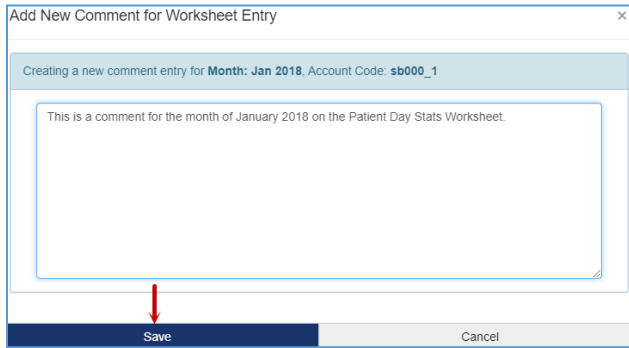 Add New Comment for Worksheet Entry ×
Creating a new comment entry for Month: Jan 2018, Account Code: sb000_1
This is a comment for the month of January 2018 on the Patient Day Stats Worksheet.
Save Cancel